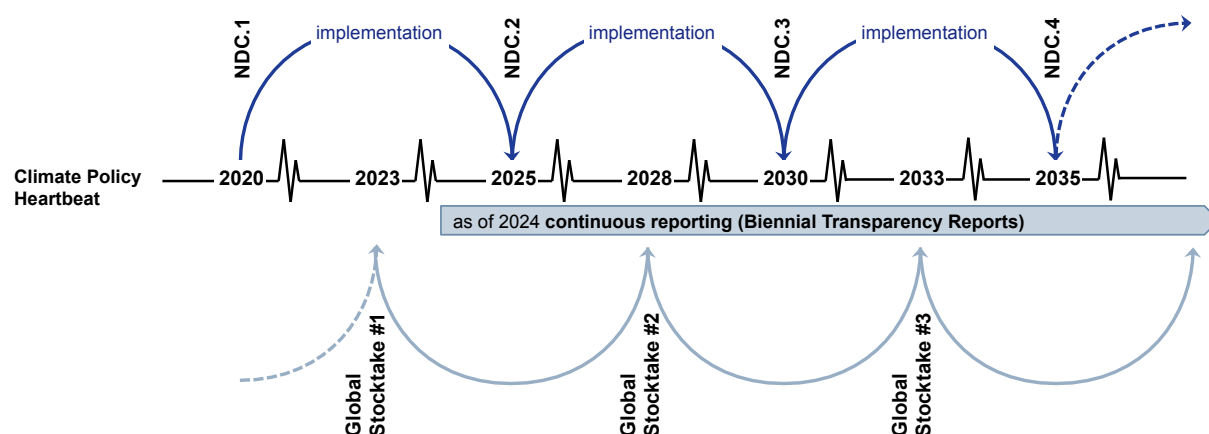 NDC.1
implementation
NDC.2
implementation
NDC.3
implementation
NDC.4
Climate Policy
Heartbeat
2020
2023
2025
2028
2030
2033
2035
as of 2024 continuous reporting (Biennial Transparency Reports)
Global
Stocktake #1
Global
Stocktake #2
Global
Stocktake #3